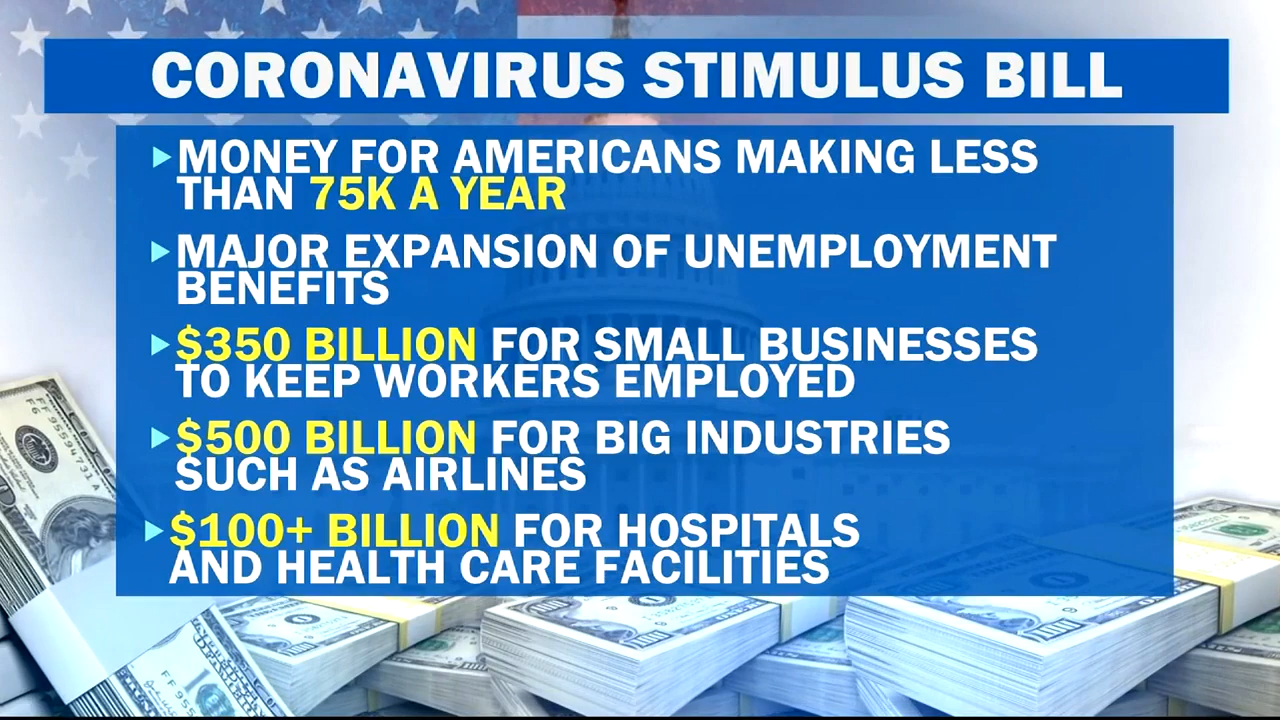 CORONAVIRUS STIMULUS BILL
MONEY FOR AMERICANS MAKING LESS
THAN 75K A YEAR
MAJOR EXPANSION OF UNEMPLOYMENT
BENEFITS
$350 BILLION FOR SMALL BUSINESSES
TO KEEP WORKERS EMPLOYED
$500 BILLION FOR BIG INDUSTRIES
SUCH AS AIRLINES
$100+ BILLION FOR HOSPITALS
AND HEALTH CARE FACILITIES